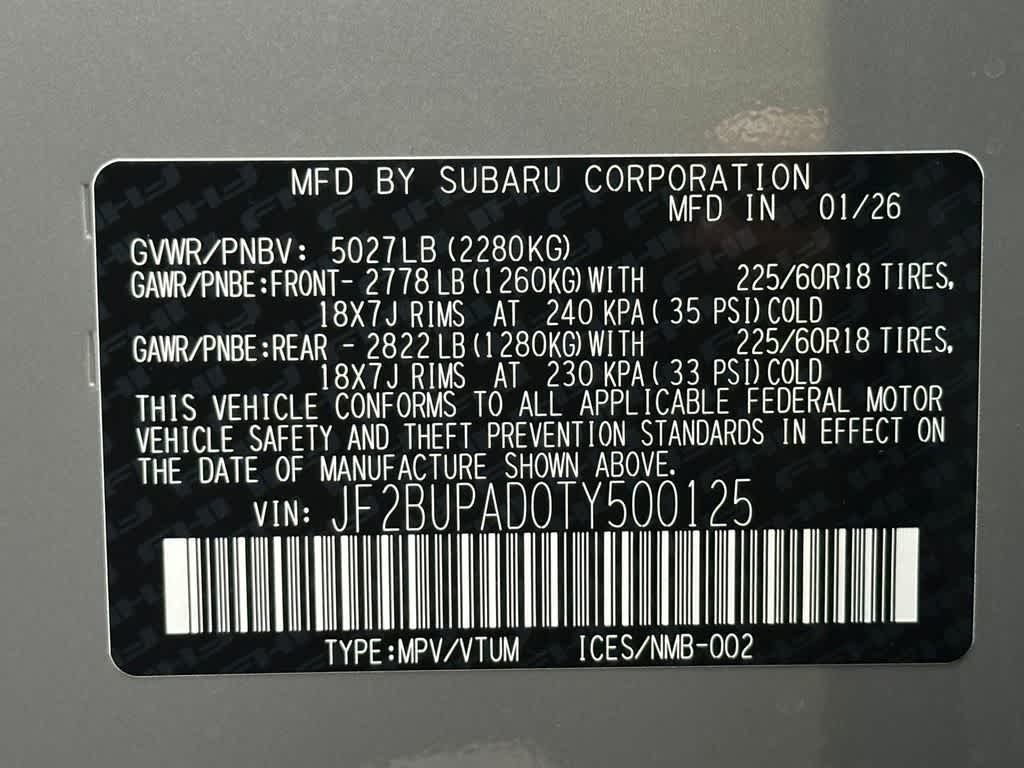 MFD BY SUBARU CORPORATION
MFD IN 01/26
GVWR/PNBV: 5027LB (2280KG)
GAWR/PNBE:FRONT- 2778 LB (1260KG) WITH 225/60R18 TIRES,
18X7J RIMS AT 240 KPA ( 35 PSI) COLD
GAWR/PNBE:REAR - 2822 LB (1280KG) WITH 225/60R18 TIRES,
18X7J RIMS AT 230 KPA ( 33 PSI) COLD
THIS VEHICLE CONFORMS TO ALL APPLICABLE FEDERAL MOTOR
VEHICLE SAFETY AND THEFT PREVENTION STANDARDS IN EFFECT ON
THE DATE OF MANUFACTURE SHOWN ABOVE.
VIN: JF2BUPAD0TY500125
TYPE:MPV/VTUM ICES/NMB-002